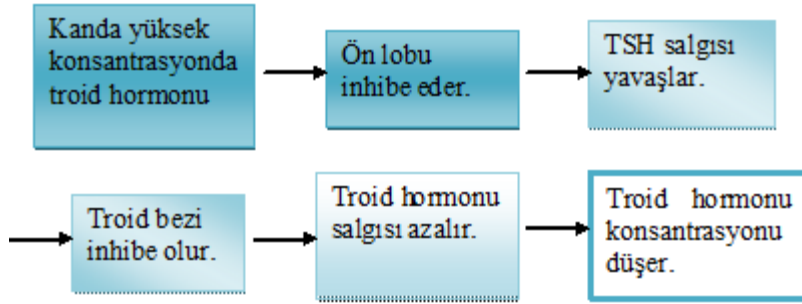 Kanda yüksek
konsantrasyonda
troid hormonu
Ön lobu
inhibe eder.
TSH salgısı
yavaşlar.
Troid bezi
inhibe olur.
Troid hormonu
salgısı azalır.
Troid hormonu
konsantrasyonu
düşer.